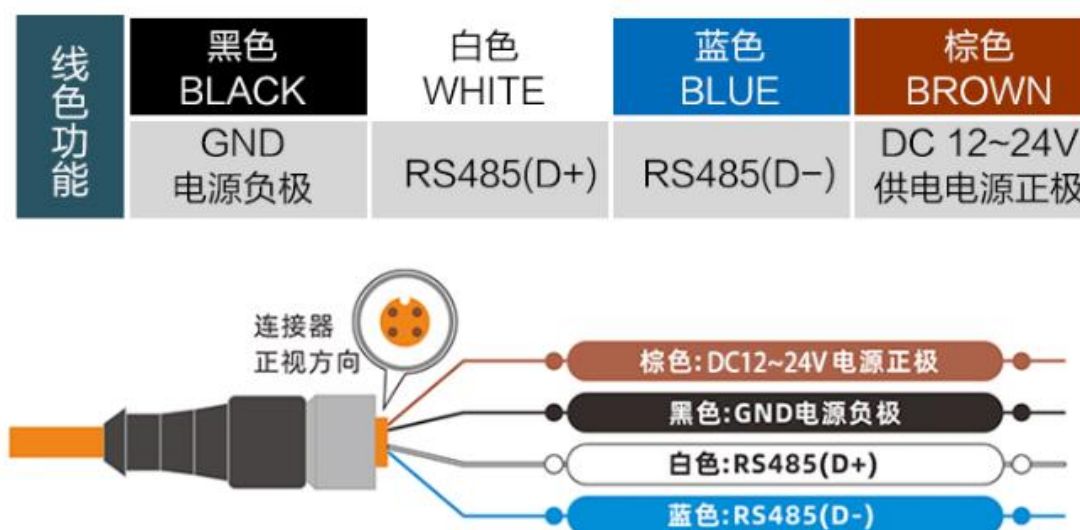 线色功能
黑色
BLACK
白色
WHITE
蓝色
BLUE
棕色
BROWN
GND
电源负极
RS485(D+)
RS485(D-)
DC 12~24V
供电电源正极
连接器
正视方向
棕色:DC12~24V电源正极
黑色:GND电源负极
白色:RS485(D+)
蓝色:RS485(D-)